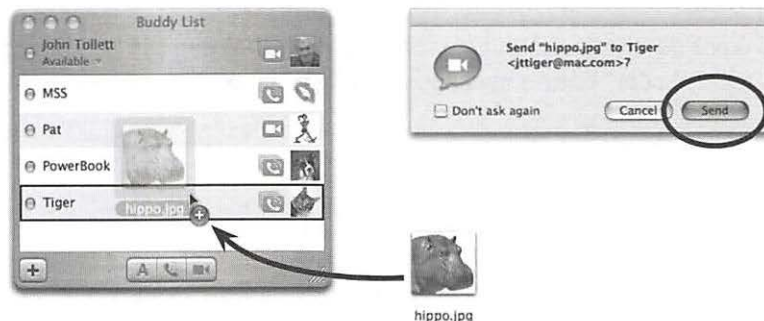 Buddy List
John Tollett
Available
MSS
Pat
PowerBook
Tiger
hippo.jpg
A
Send "hippo.jpg" to Tiger
<jttiger@mac.com>?
Don't ask again
Cancel
Send
hippo.jpg